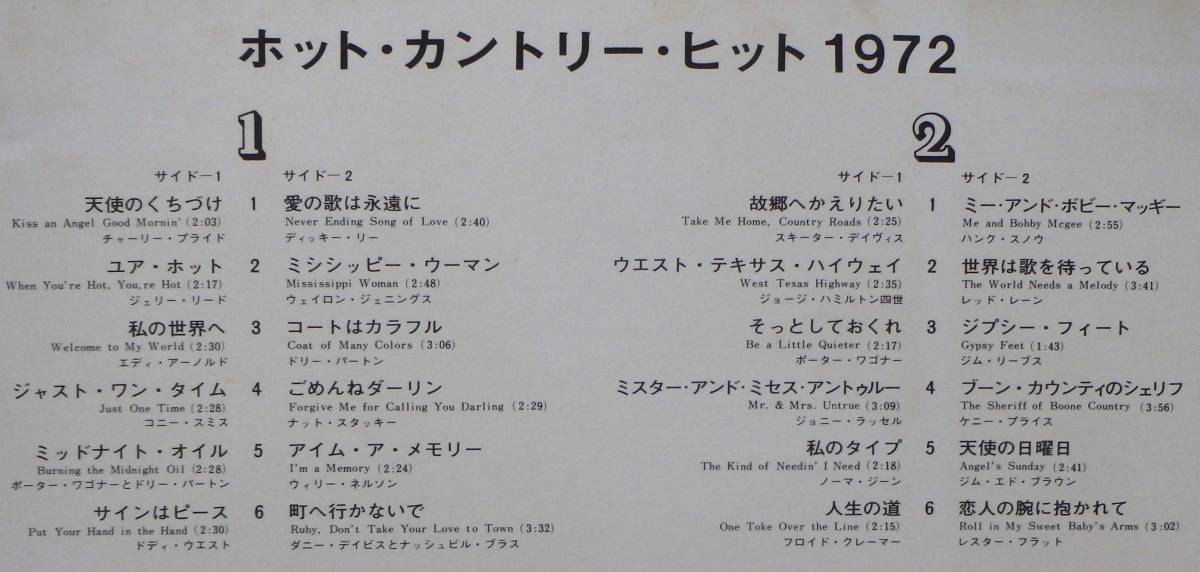 ホット・カントリー・ヒット1972
1
サイドー1
サイドー2
天使のくちづけ 1
Kiss an Angel Good Mornin' (2:03)
チャーリー・プライド
ユア・ホット 2
When You're Hot, You,re Hot (2:17)
ジェリー・リード
私の世界へ 3
Welcome to My World (2:30)
エディ・アーノルド
ジャスト・ワン・タイム 4
Just One Time (2:28)
コニー・スミス
ミッドナイト・オイル 5
Burning the Midnight Oil (2:28)
ポーター・ワゴナーとドリー・パートン
サインはピース 6
Put Your Hand in the Hand (2:30)
ドディ・ウエスト
愛の歌は永遠に
Never Ending Song of Love (2:40)
ディッキー・リー
ミシシッピー・ウーマン
Mississippi Woman (2:48)
ウェイロン・ジェニングス
コートはカラフル
Coat of Many Colors (3:06)
ドリー・パートン
ごめんねダーリン
Forgive Me for Calling You Darling (2:29)
ナット・スタッキー
アイム・ア・メモリー
I'm a Memory (2:24)
ウィリー・ネルソン
町へ行かないで
Ruby, Don't Take Your Love to Town (3:32)
ダニー・デイビスとナッシュビル・ブラス
2
サイドー1
サイドー2
故郷へかえりたい 1
Take Me Home, Country Roads (2:25)
スキーター・デイヴィス
ウエスト・テキサス・ハイウェイ 2
West Texas Highway (2:35)
ジョージ・ハミルトン四世
そっとしておくれ 3
Be a Little Quieter (2:17)
ポーター・ワゴナー
ミスター・アンド・ミセス・アントゥルー 4
Mr. & Mrs. Untrue (3:09)
ジョニー・ラッセル
私のタイプ 5
The Kind of Needin' I Need (2:18)
ノーマ・ジーン
人生の道 6
One Toke Over the Line (2:15)
フロイド・クレーマー
ミー・アンド・ボビー・マッギー
Me and Bobby Mcgee (2:55)
ハンク・スノウ
世界は歌を待っている
The World Needs a Melody (3:41)
レッド・レーン
ジプシー・フィート
Gypsy Feet (1:43)
ジム・リーブス
ブーン・カウンティのシェリフ
The Sheriff of Boone Country (3:56)
ケニー・プライス
天使の日曜日
Angel's Sunday (2:41)
ジム・エド・ブラウン
恋人の腕に抱かれて
Roll in My Sweet Baby's Arms (3:02)
レスター・フラット